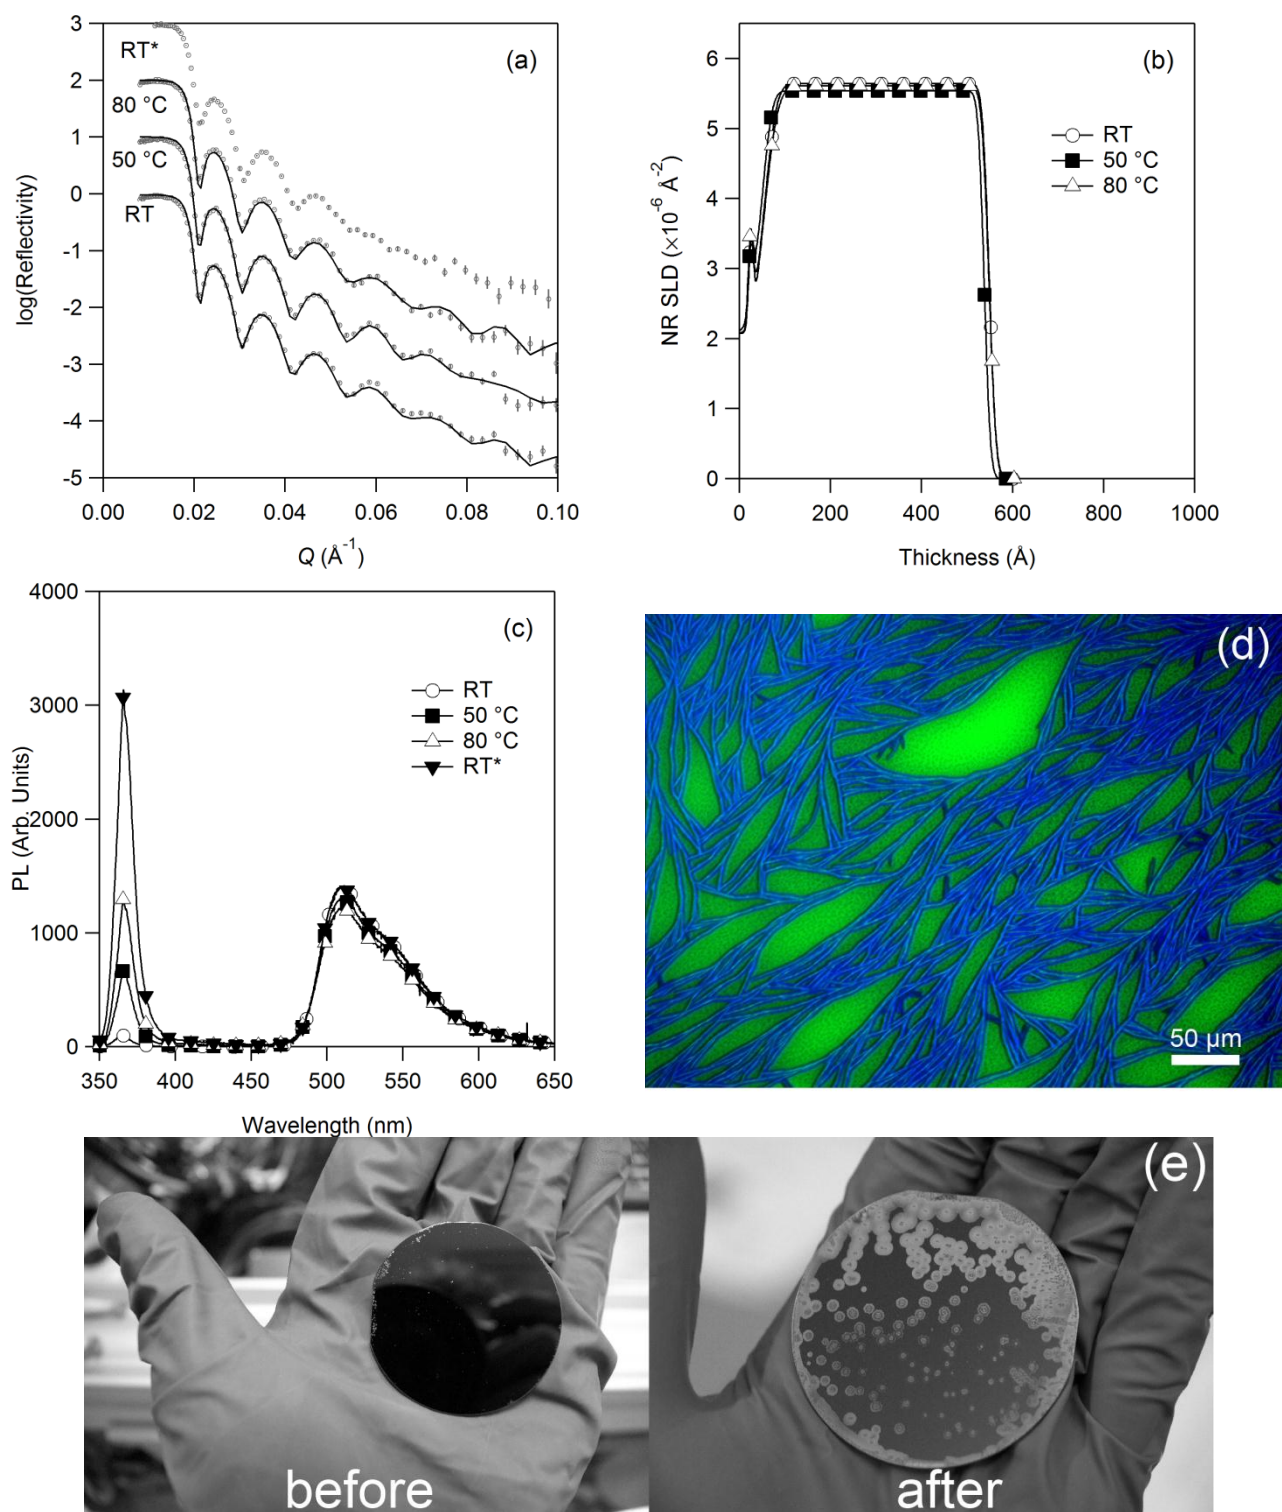 (a)
log(Reflectivity)
3
2
1
0
-1
-2
-3
-4
-5
RT*
80 °C
50 °C
RT
0.00 0.02 0.04 0.06 0.08 0.10
Q (Å⁻¹)
(b)
NR SLD (×10⁻⁶ Å⁻²)
6
5
4
3
2
1
0
RT
50 °C
80 °C
0 200 400 600 800 1000
Thickness (Å)
(c)
PL (Arb. Units)
4000
3000
2000
1000
0
RT
50 °C
80 °C
RT*
350 400 450 500 550 600 650
Wavelength (nm)
(d)
50 µm
(e)
before
after